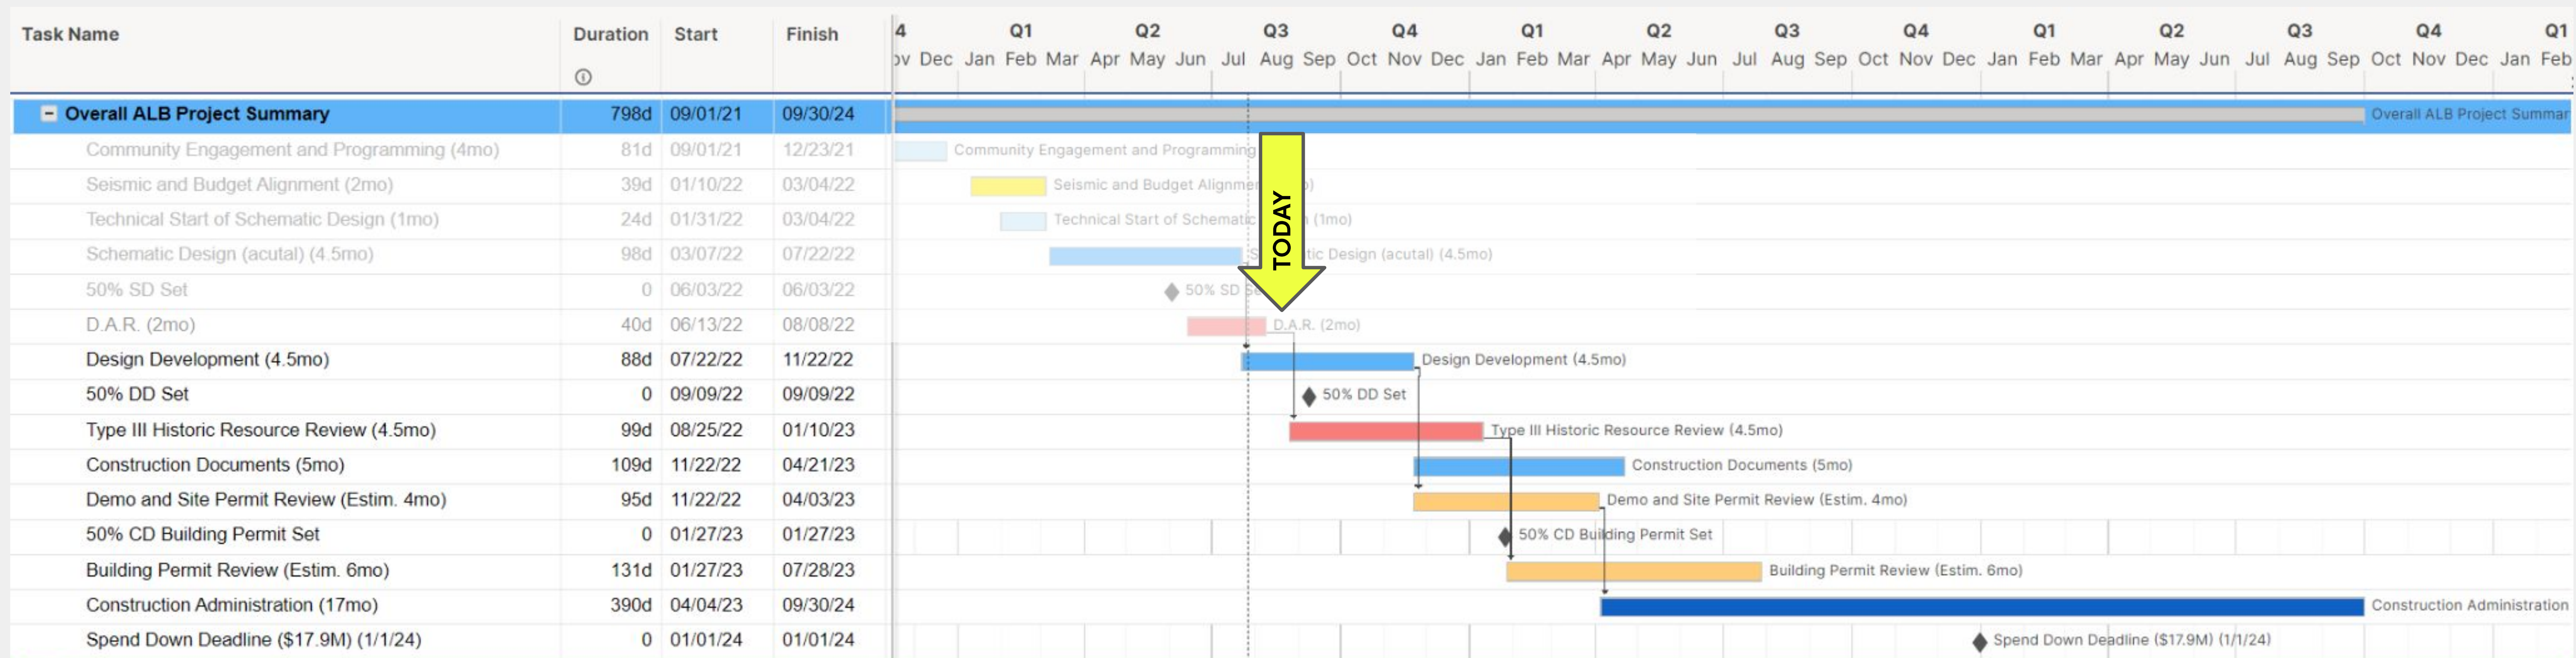 Task Name Duration Start Finish 4 Q1 Q2 Q3 Q4 Q1 Q2 Q3 Q4 Q1 Q2 Q3 Q4 Q1
ov Dec Jan Feb Mar Apr May Jun Jul Aug Sep Oct Nov Dec Jan Feb Mar Apr May Jun Jul Aug Sep Oct Nov Dec Jan Feb Mar Apr May Jun Jul Aug Sep Oct Nov Dec Jan Feb
Overall ALB Project Summary 798d 09/01/21 09/30/24 Overall ALB Project Summar
Community Engagement and Programming (4mo) 81d 09/01/21 12/23/21 Community Engagement and Programming
Seismic and Budget Alignment (2mo) 39d 01/10/22 03/04/22 Seismic and Budget Alignme
Technical Start of Schematic Design (1mo) 24d 01/31/22 03/04/22 Technical Start of Schematic (1mo)
Schematic Design (acutal) (4.5mo) 98d 03/07/22 07/22/22 S tic Design (acutal) (4.5mo)
50% SD Set 0 06/03/22 06/03/22 50% SD Se
D.A.R. (2mo) 40d 06/13/22 08/08/22 D.A.R. (2mo)
Design Development (4.5mo) 88d 07/22/22 11/22/22 Design Development (4.5mo)
50% DD Set 0 09/09/22 09/09/22 50% DD Set
Type III Historic Resource Review (4.5mo) 99d 08/25/22 01/10/23 Type III Historic Resource Review (4.5mo)
Construction Documents (5mo) 109d 11/22/22 04/21/23 Construction Documents (5mo)
Demo and Site Permit Review (Estim. 4mo) 95d 11/22/22 04/03/23 Demo and Site Permit Review (Estim. 4mo)
50% CD Building Permit Set 0 01/27/23 01/27/23 50% CD Building Permit Set
Building Permit Review (Estim. 6mo) 131d 01/27/23 07/28/23 Building Permit Review (Estim. 6mo)
Construction Administration (17mo) 390d 04/04/23 09/30/24 Construction Administration
Spend Down Deadline ($17.9M) (1/1/24) 0 01/01/24 01/01/24 Spend Down Deadline ($17.9M) (1/1/24)
TODAY